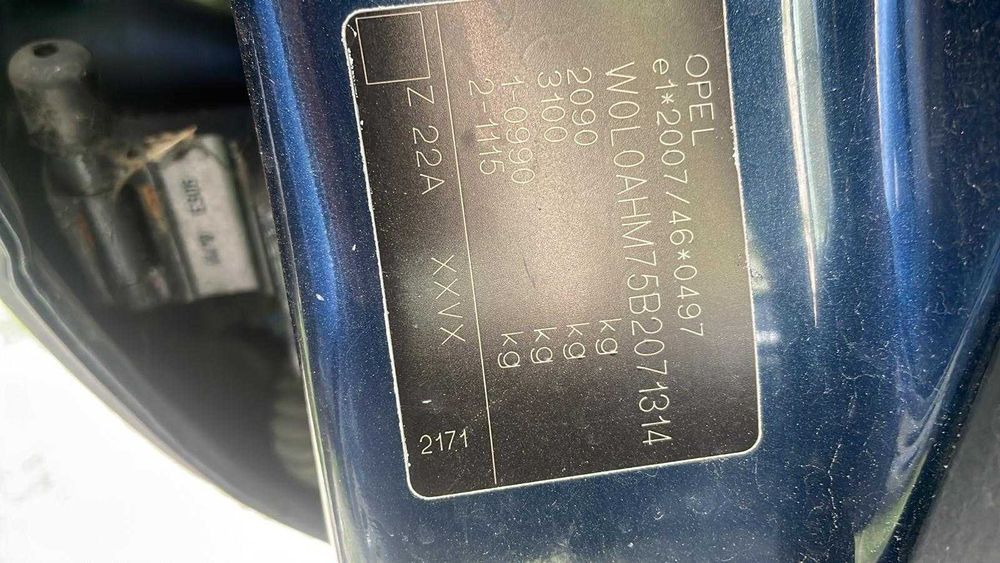 OPEL
e1*2007/46*0497
W0L0AHM75B2071314
2090 kg
3100 kg
1-0990 kg
2-1115 kg
Z 22A XXVX
2171